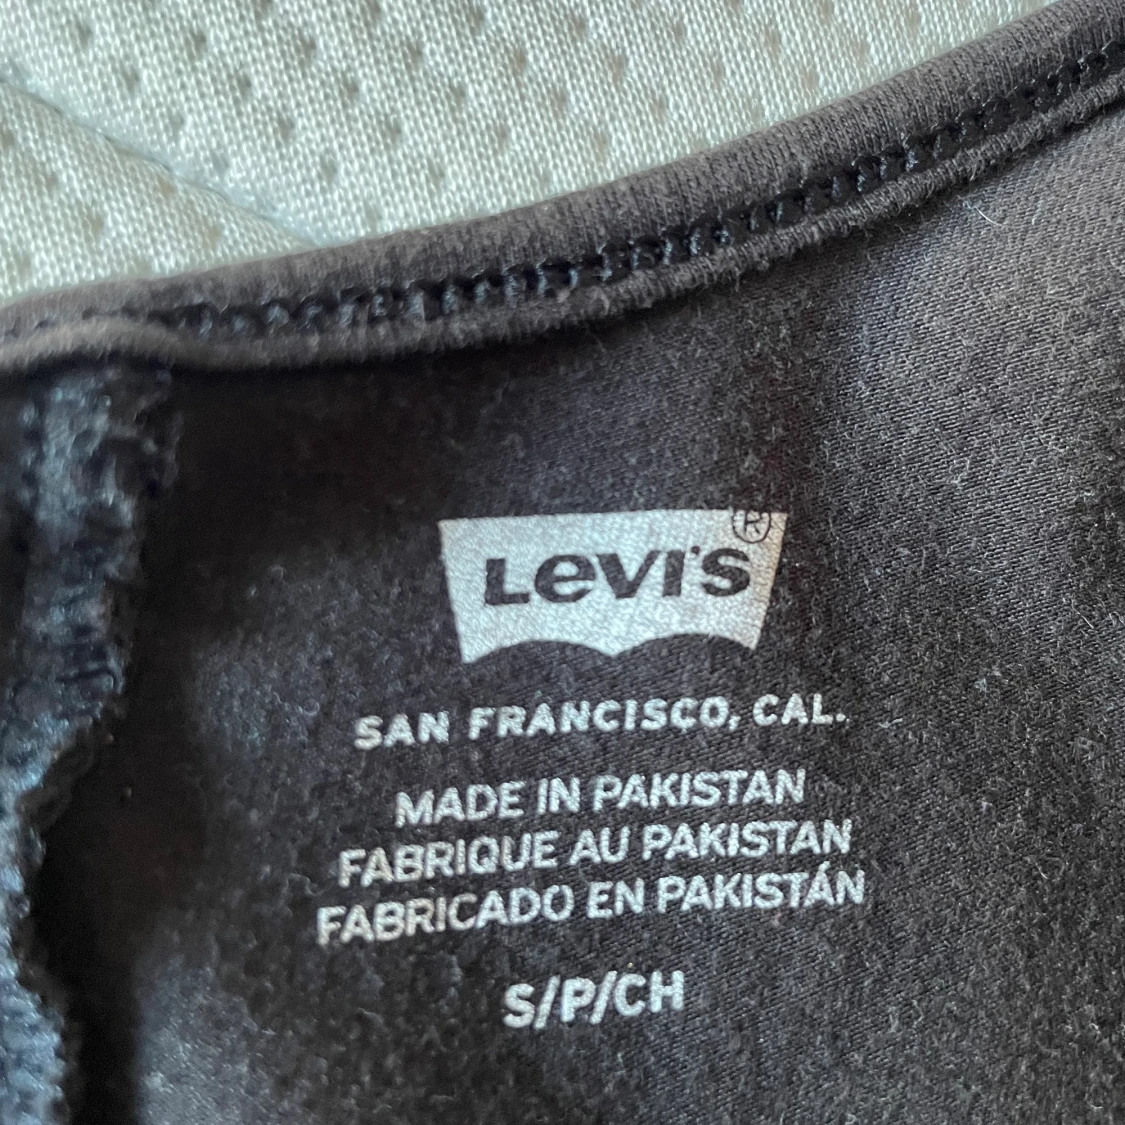 Levi's®
SAN FRANCISCO, CAL.
MADE IN PAKISTAN
FABRIQUE AU PAKISTAN
FABRICADO EN PAKISTÁN
S/P/CH